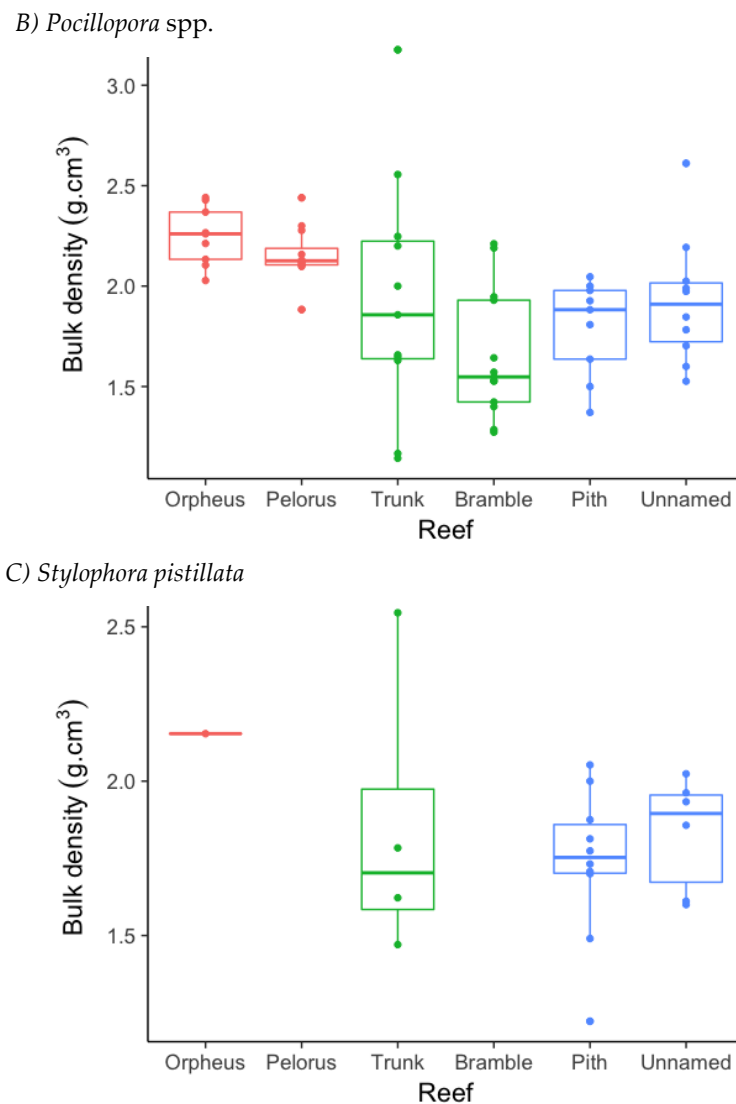 B) Pocillopora spp.
3.0
2.5
2.0
1.5
Bulk density (g.cm³)
Orpheus Pelorus Trunk Bramble Pith Unnamed
Reef
C) Stylophora pistillata
2.5
2.0
1.5
Bulk density (g.cm³)
Orpheus Pelorus Trunk Bramble Pith Unnamed
Reef